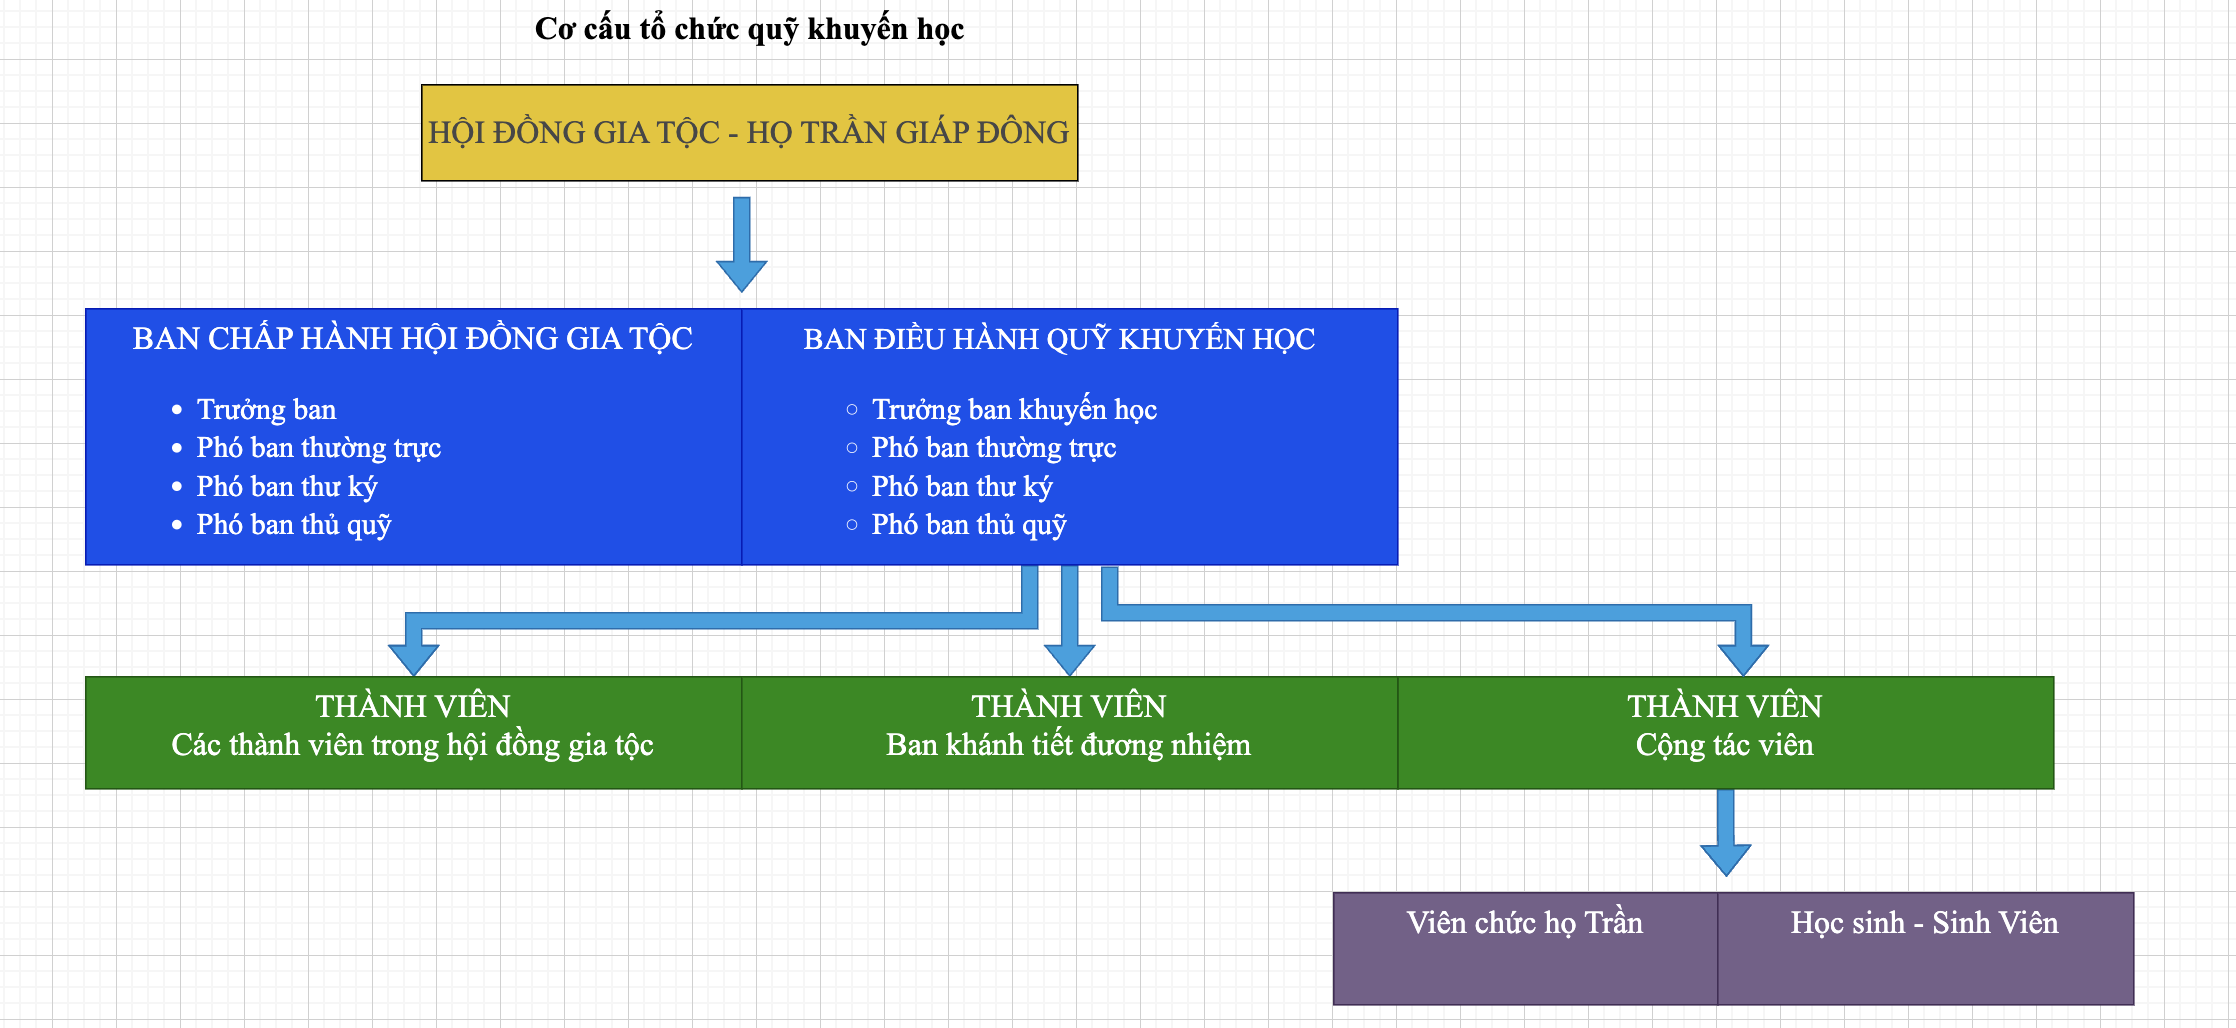 Cơ cấu tổ chức quỹ khuyến học
HỘI ĐỒNG GIA TỘC - HỌ TRẦN GIÁP ĐÔNG
BAN CHẤP HÀNH HỘI ĐỒNG GIA TỘC
Trưởng ban
Phó ban thường trực
Phó ban thư ký
Phó ban thủ quỹ
BAN ĐIỀU HÀNH QUỸ KHUYẾN HỌC
Trưởng ban khuyến học
Phó ban thường trực
Phó ban thư ký
Phó ban thủ quỹ
THÀNH VIÊN
Các thành viên trong hội đồng gia tộc
THÀNH VIÊN
Ban khánh tiết đương nhiệm
THÀNH VIÊN
Cộng tác viên
Viên chức họ Trần
Học sinh - Sinh Viên